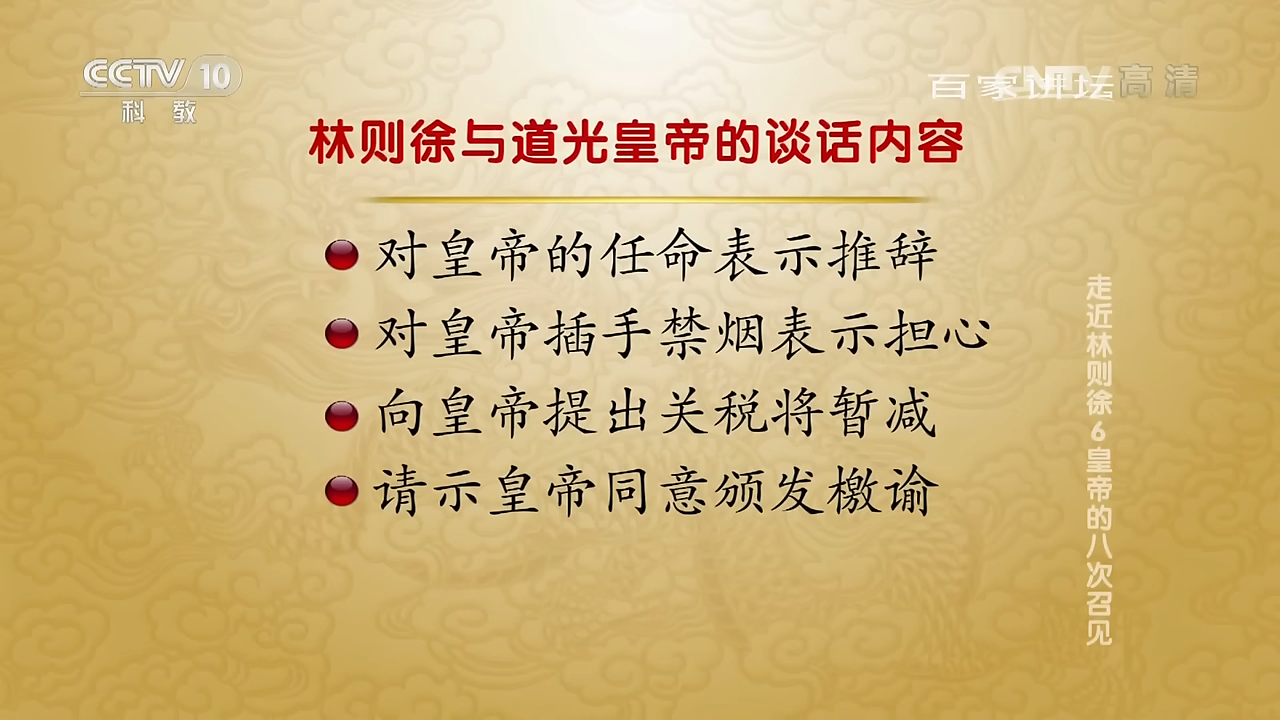 CCTV 10
科教
百家讲坛
高清
林则徐与道光皇帝的谈话内容
对皇帝的任命表示推辞
对皇帝插手禁烟表示担心
向皇帝提出关税将暂减
请示皇帝同意颁发檄谕
走近林则徐6皇帝的八次召见